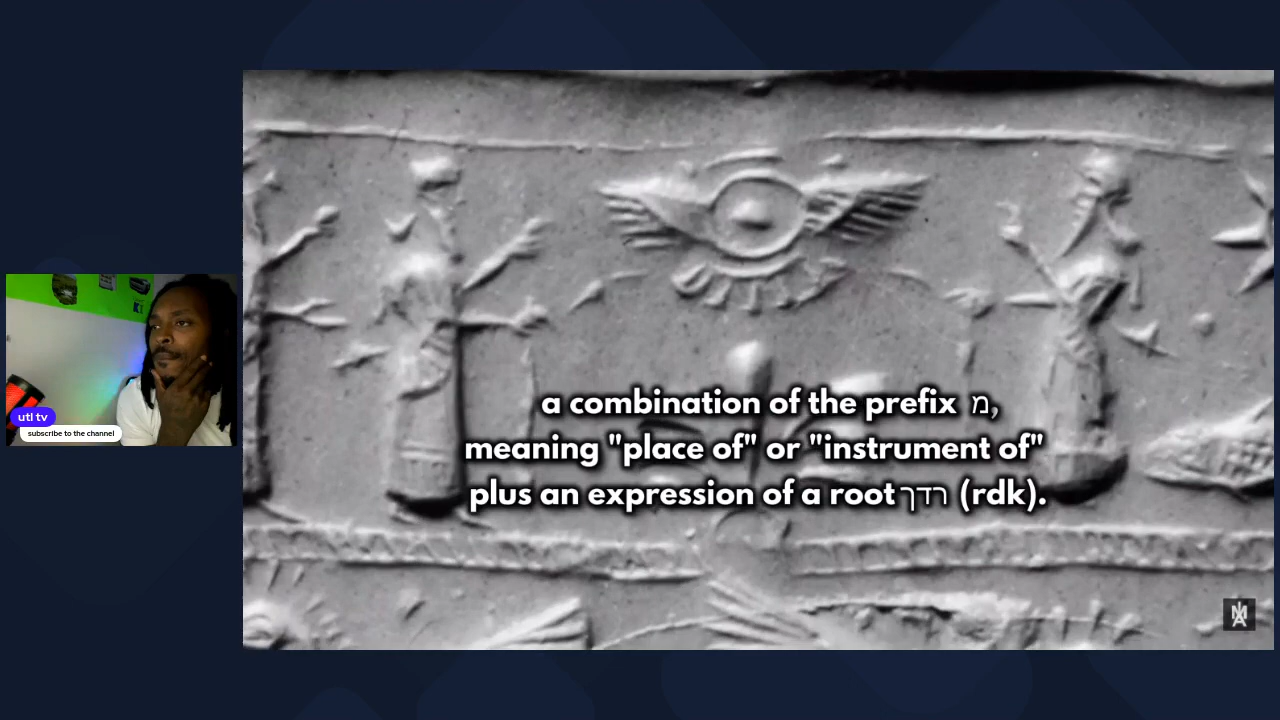 a combination of the prefix מ,
meaning "place of" or "instrument of"
plus an expression of a root רדך (rdk).
utl tv
subscribe to the channel